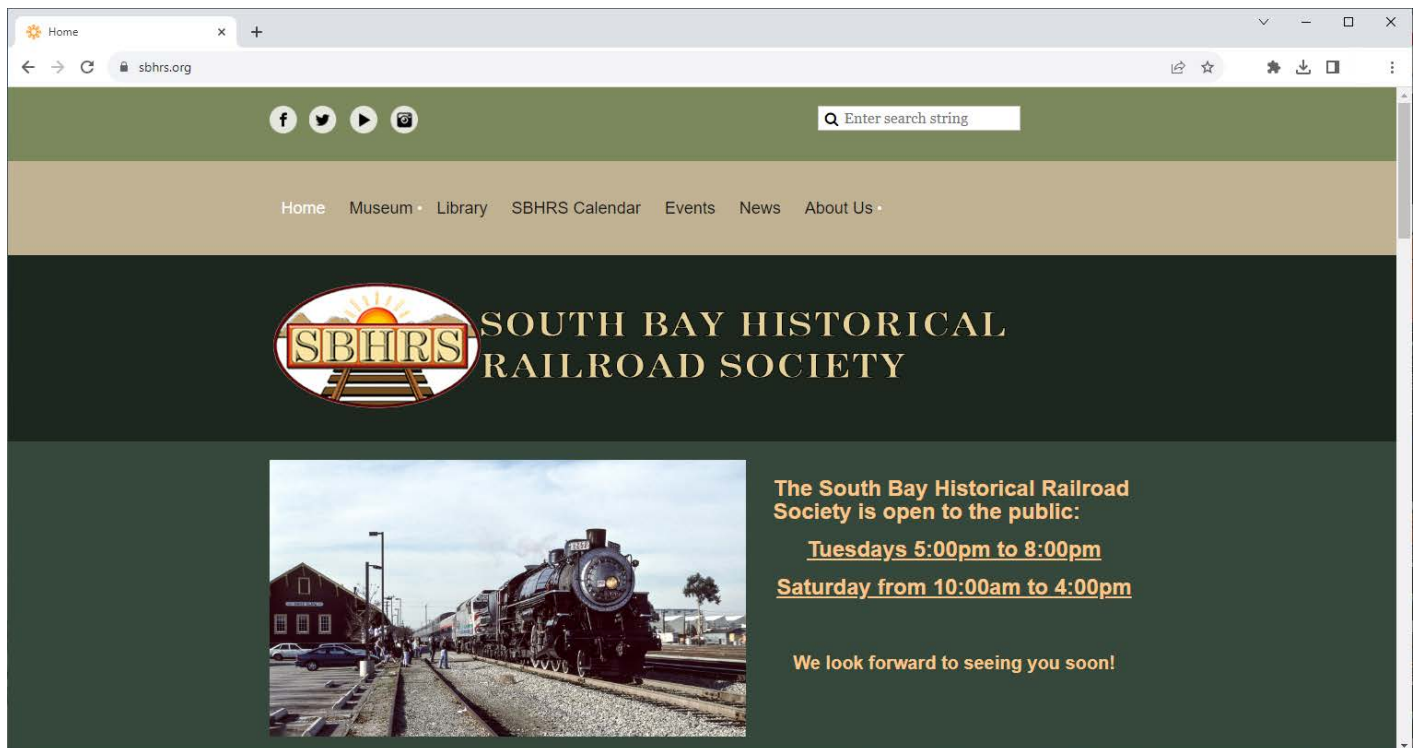 Home
sbhrs.org
Enter search string
Home Museum Library SBHRS Calendar Events News About Us
SBHRS
SOUTH BAY HISTORICAL
RAILROAD SOCIETY
The South Bay Historical Railroad
Society is open to the public:
Tuesdays 5:00pm to 8:00pm
Saturday from 10:00am to 4:00pm
We look forward to seeing you soon!